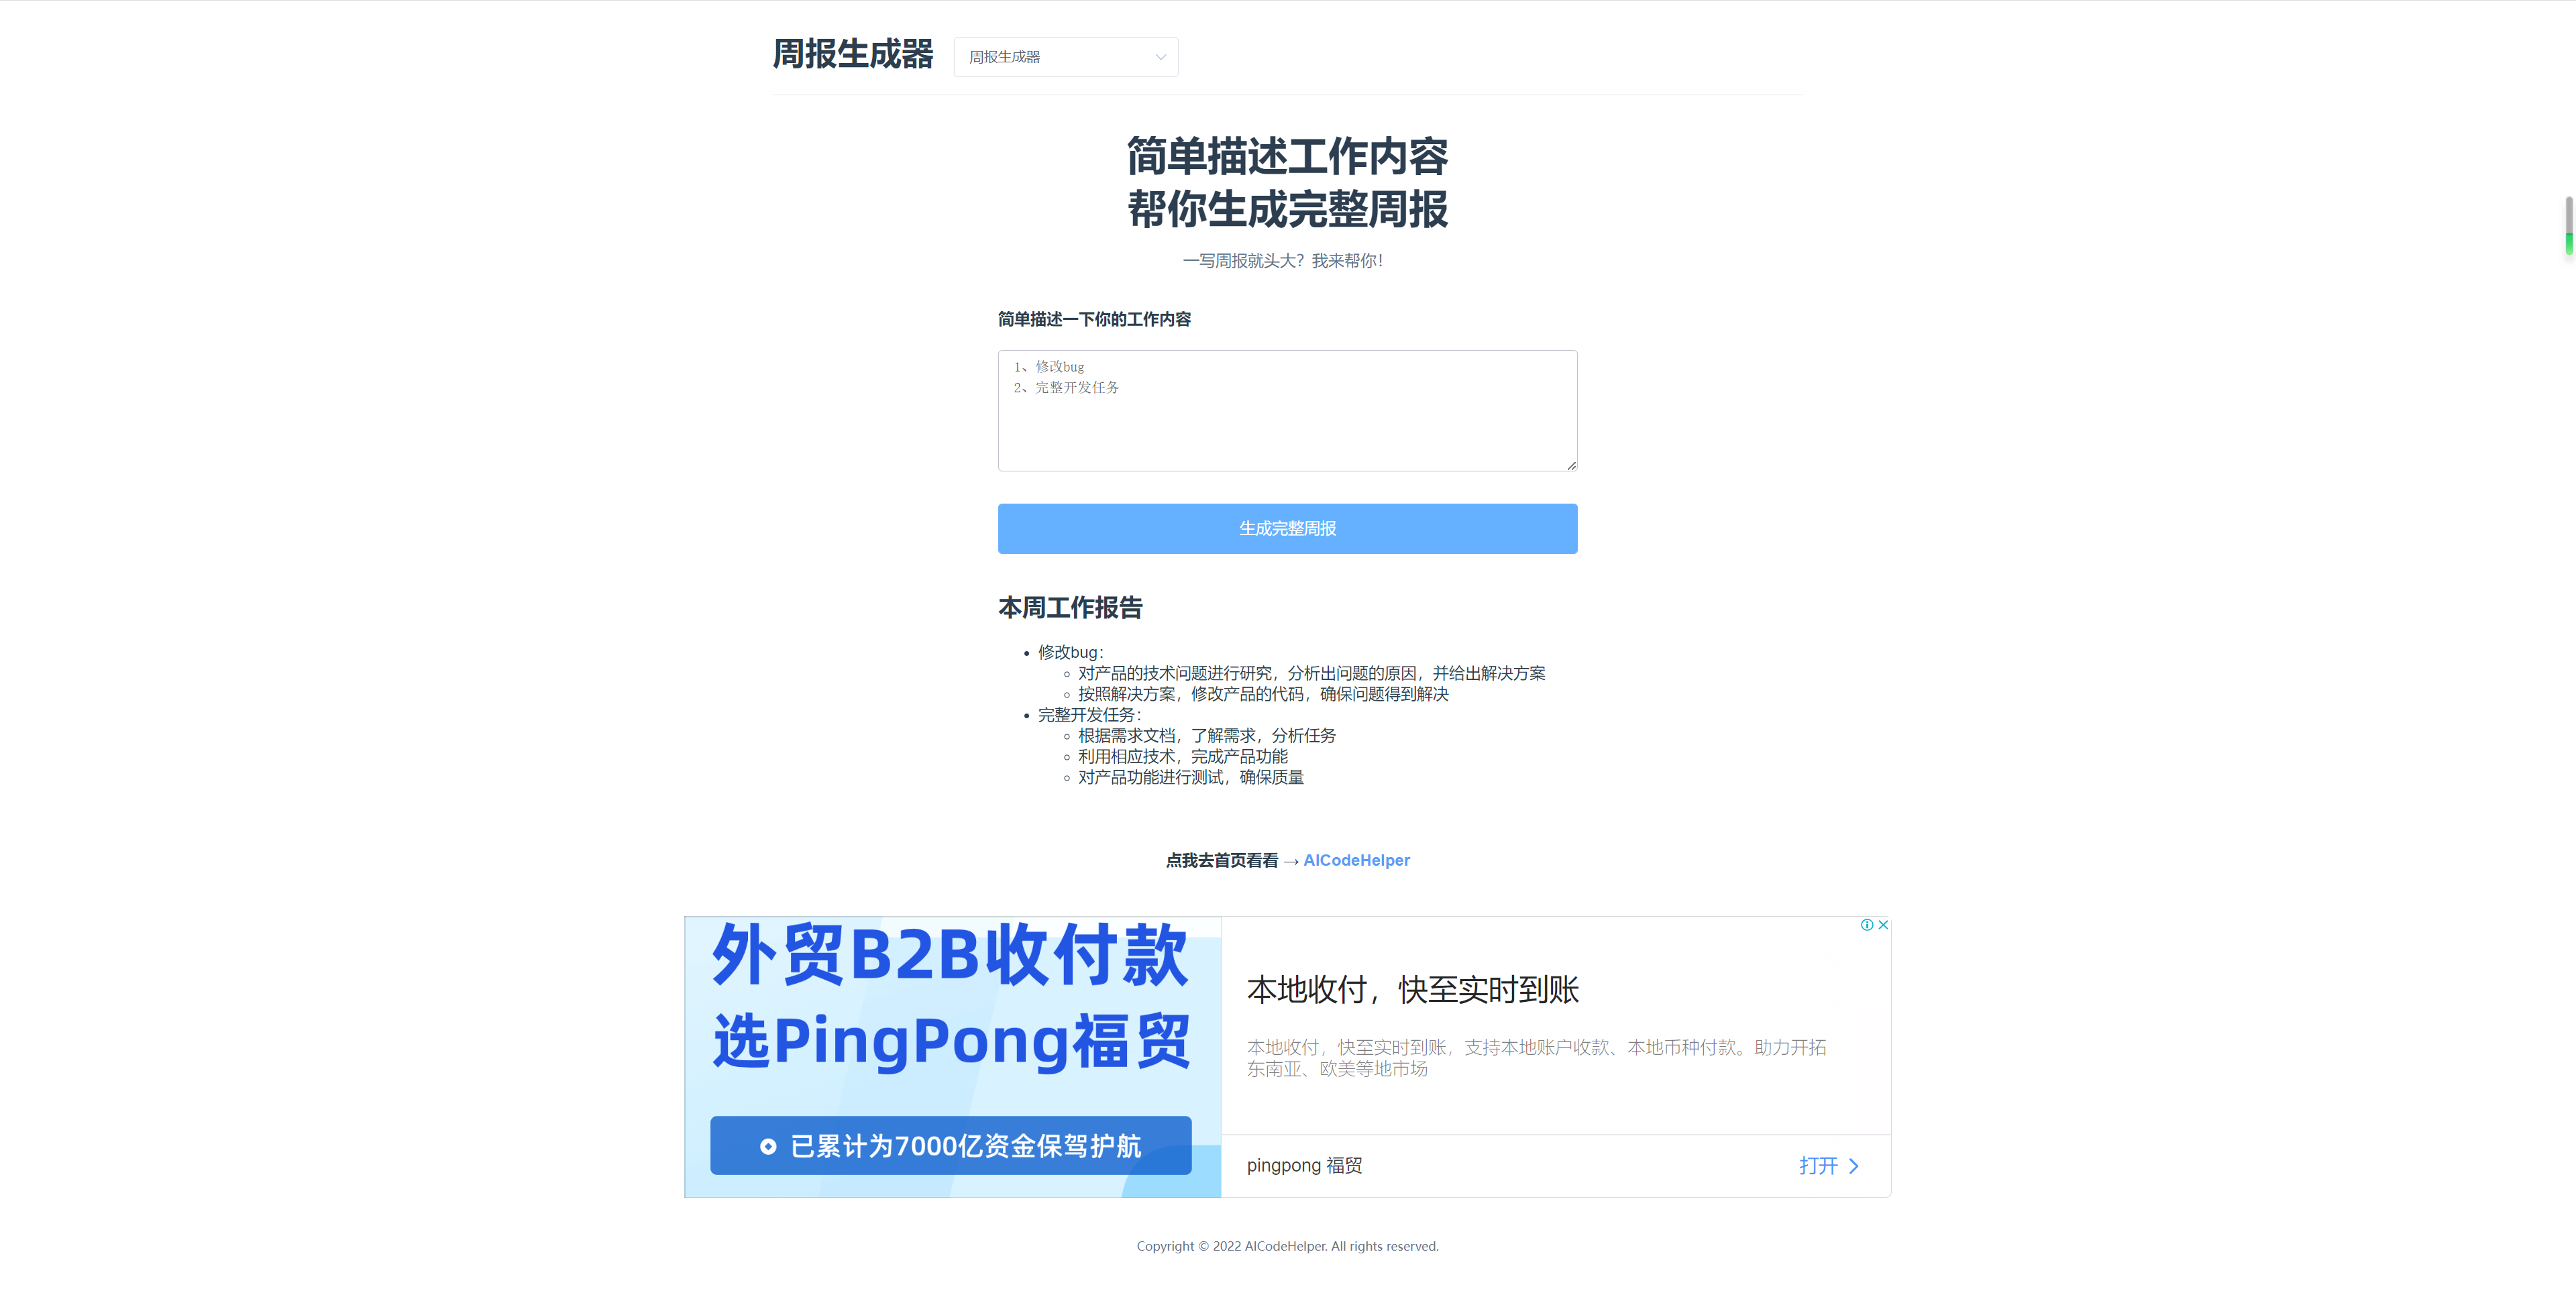 周报生成器
周报生成器
简单描述工作内容
帮你生成完整周报
一写周报就头大？我来帮你！
简单描述一下你的工作内容
1、修改bug
2、完整开发任务
生成完整周报
本周工作报告
修改bug：
对产品的技术问题进行研究，分析出问题的原因，并给出解决方案
按照解决方案，修改产品的代码，确保问题得到解决
完整开发任务：
根据需求文档，了解需求，分析任务
利用相应技术，完成产品功能
对产品功能进行测试，确保质量
点我去首页看看 → AICodeHelper
外贸B2B收付款
选PingPong福贸
已累计为7000亿资金保驾护航
本地收付，快至实时到账
本地收付，快至实时到账，支持本地账户收款、本地币种付款。助力开拓
东南亚、欧美等地市场
pingpong 福贸
打开
Copyright © 2022 AICodeHelper. All rights reserved.